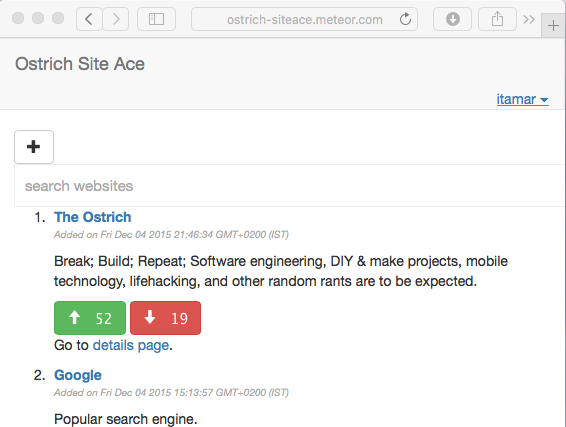 ostrich-siteace.meteor.com
Ostrich Site Ace
itamar
search websites
1. The Ostrich
Added on Fri Dec 04 2015 21:46:34 GMT+0200 (IST)
Break; Build; Repeat; Software engineering, DIY & make projects, mobile
technology, lifehacking, and other random rants are to be expected.
52 19
Go to details page.
2. Google
Added on Fri Dec 04 2015 15:13:57 GMT+0200 (IST)
Popular search engine.